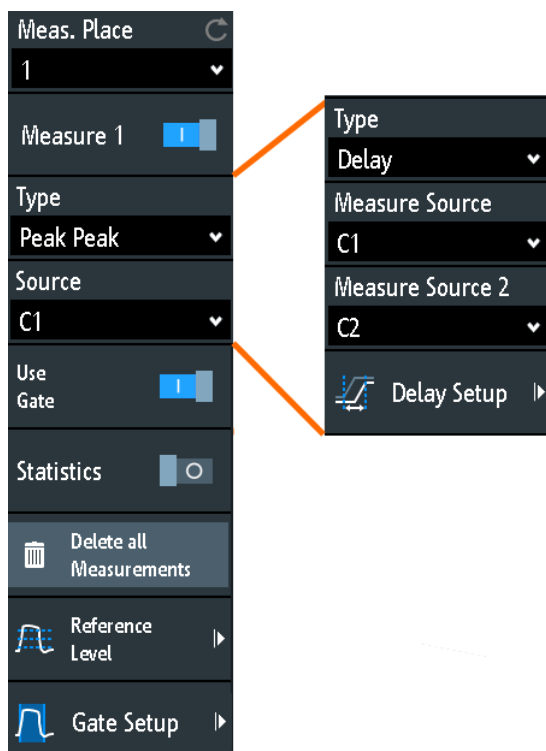 Meas. Place
1
Measure 1
Type
Peak Peak
Source
C1
Use
Gate
Statistics
Delete all
Measurements
Reference
Level
Gate Setup
Type
Delay
Measure Source
C1
Measure Source 2
C2
Delay Setup